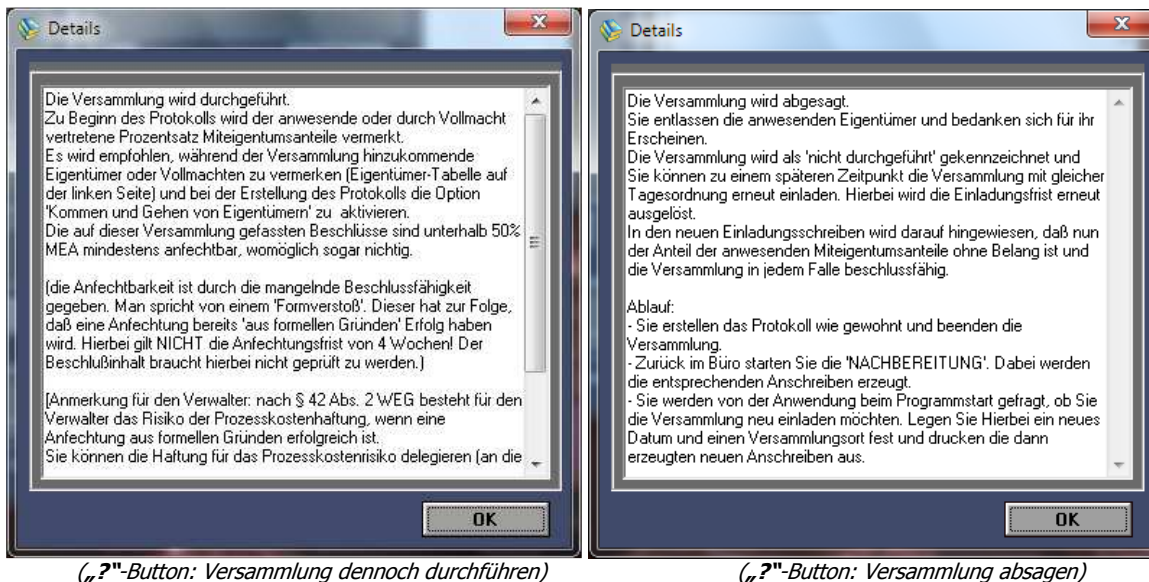 Details
Die Versammlung wird durchgeführt.
Zu Beginn des Protokolls wird der anwesende oder durch Vollmacht
vertretene Prozentsatz Miteigentumsanteile vermerkt.
Es wird empfohlen, während der Versammlung hinzukommende
Eigentümer oder Vollmachten zu vermerken (Eigentümer-Tabelle auf
der linken Seite) und bei der Erstellung des Protokolls die Option
'Kommen und Gehen von Eigentümern' zu aktivieren.
Die auf dieser Versammlung gefassten Beschlüsse sind unterhalb 50%
MEA mindestens anfechtbar, womöglich sogar nichtig.
(die Anfechtbarkeit ist durch die mangelnde Beschlussfähigkeit
gegeben. Man spricht von einem 'Formverstoß'. Dieser hat zur Folge,
daß eine Anfechtung bereits 'aus formellen Gründen' Erfolg haben
wird. Hierbei gilt NICHT die Anfechtungsfrist von 4 Wochen! Der
Beschlußinhalt braucht hierbei nicht geprüft zu werden.)
[Anmerkung für den Verwalter: nach § 42 Abs. 2 WEG besteht für den
Verwalter das Risiko der Prozesskostenhaftung, wenn eine
Anfechtung aus formellen Gründen erfolgreich ist.
Sie können die Haftung für das Prozesskostenrisiko delegieren (an die
OK
(„?"-Button: Versammlung dennoch durchführen)
Details
Die Versammlung wird abgesagt.
Sie entlassen die anwesenden Eigentümer und bedanken sich für ihr
Erscheinen.
Die Versammlung wird als 'nicht durchgeführt' gekennzeichnet und
Sie können zu einem späteren Zeitpunkt die Versammlung mit gleicher
Tagesordnung erneut einladen. Hierbei wird die Einladungsfrist erneut
ausgelöst.
In den neuen Einladungsschreiben wird darauf hingewiesen, daß nun
der Anteil der anwesenden Miteigentumsanteile ohne Belang ist und
die Versammlung in jedem Falle beschlussfähig.
Ablauf:
- Sie erstellen das Protokoll wie gewohnt und beenden die
Versammlung.
- Zurück im Büro starten Sie die 'NACHBEREITUNG'. Dabei werden
die entsprechenden Anschreiben erzeugt.
- Sie werden von der Anwendung beim Programmstart gefragt, ob Sie
die Versammlung neu einladen möchten. Legen Sie Hierbei ein neues
Datum und einen Versammlungsort fest und drucken die dann
erzeugten neuen Anschreiben aus.
OK
(„?"-Button: Versammlung absagen)